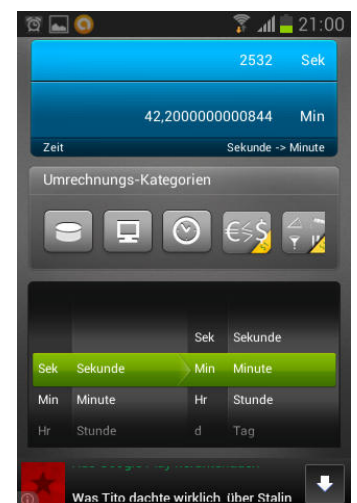 21:00
2532 Sek
42,2000000000844 Min
Zeit Sekunde -> Minute
Umrechnungs-Kategorien
€ $
Sek Sekunde
Sek Sekunde Min Minute
Min Minute Hr Stunde
Hr Stunde d Tag
Was Tito dachte wirklich über Stalin